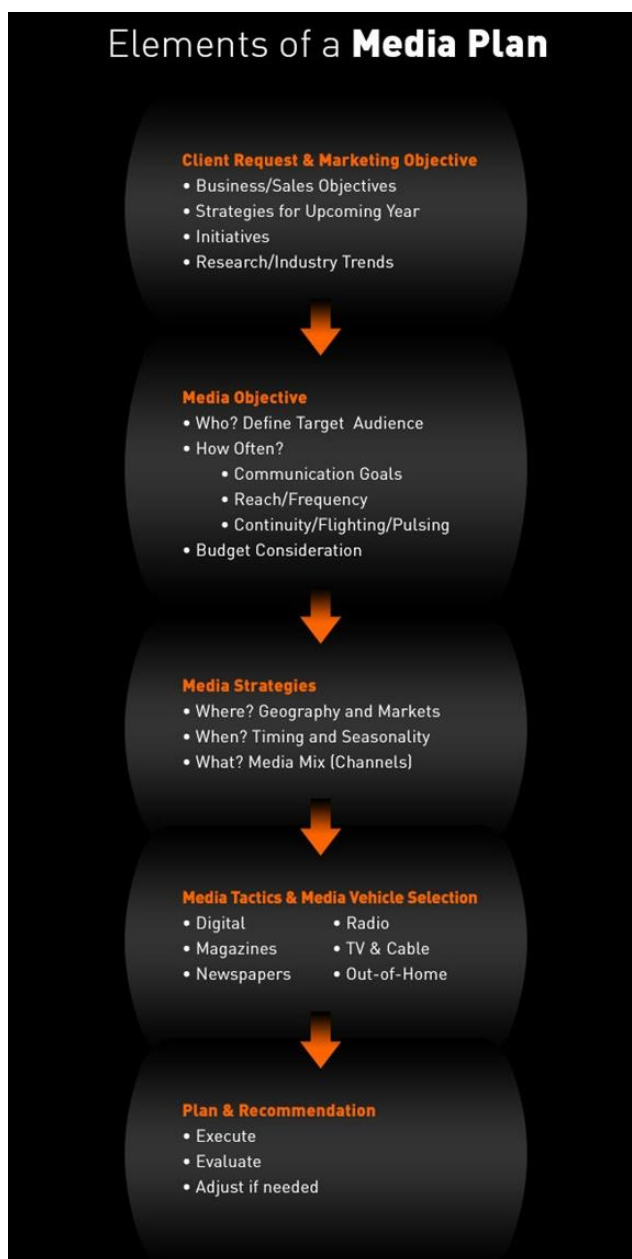 Elements of a Media Plan
Client Request & Marketing Objective
• Business/Sales Objectives
• Strategies for Upcoming Year
• Initiatives
• Research/Industry Trends
Media Objective
• Who? Define Target Audience
• How Often?
• Communication Goals
• Reach/Frequency
• Continuity/Flighting/Pulsing
• Budget Consideration
Media Strategies
• Where? Geography and Markets
• When? Timing and Seasonality
• What? Media Mix (Channels)
Media Tactics & Media Vehicle Selection
• Digital • Radio
• Magazines • TV & Cable
• Newspapers • Out-of-Home
Plan & Recommendation
• Execute
• Evaluate
• Adjust if needed